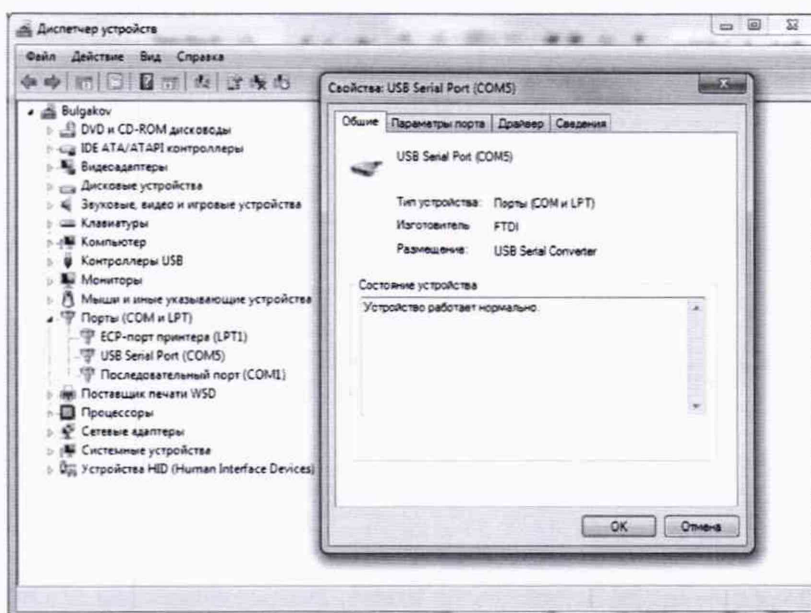 Диспетчер устройств
Файл Действие Вид Справка
Bulgakov
DVD и CD-ROM дисководы
IDE ATA/ATAPI контроллеры
Видеоадаптеры
Дисковые устройства
Звуковые, видео и игровые устройства
Клавиатуры
Компьютер
Контроллеры USB
Мониторы
Мыши и иные указывающие устройства
Порты (COM и LPT)
ECP-порт принтера (LPT1)
USB Serial Port (COM5)
Последовательный порт (COM1)
Поставщик печати WSD
Процессоры
Сетевые адаптеры
Системные устройства
Устройства HID (Human Interface Devices)
Свойства: USB Serial Port (COM5)
Общие Параметры порта Драйвер Сведения
USB Serial Port (COM5)
Тип устройства: Порты (COM и LPT)
Изготовитель FTDI
Размещение: USB Serial Converter
Состояние устройства
Устройство работает нормально.
OK Отмена